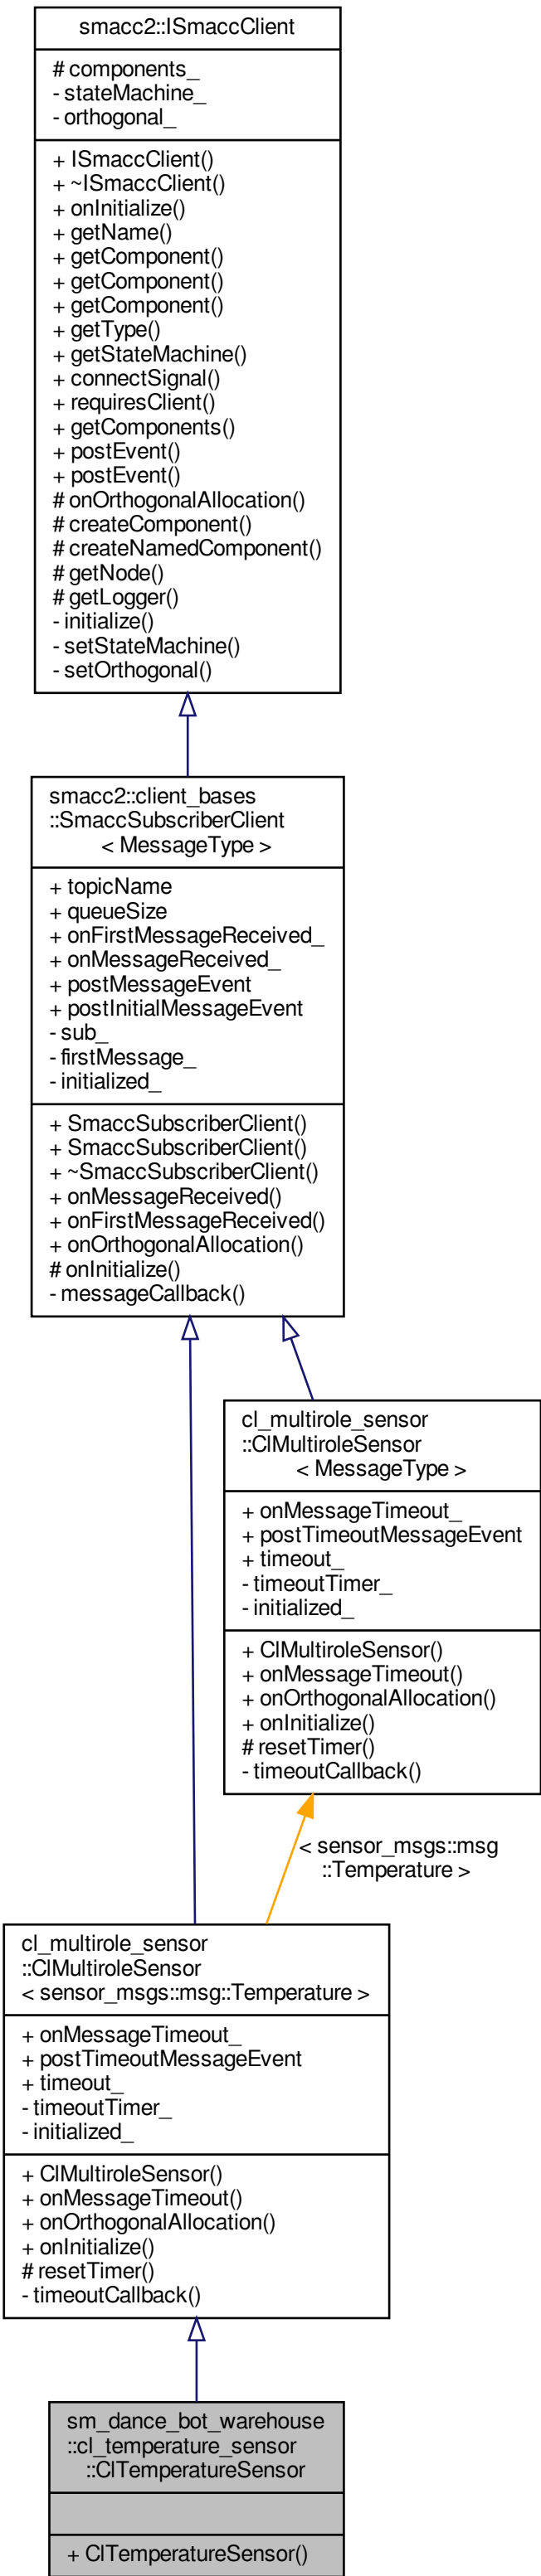 smacc2::ISmaccClient
# components_
- stateMachine_
- orthogonal_
+ ISmaccClient()
+ ~ISmaccClient()
+ onInitialize()
+ getName()
+ getComponent()
+ getComponent()
+ getComponent()
+ getType()
+ getStateMachine()
+ connectSignal()
+ requiresClient()
+ getComponents()
+ postEvent()
+ postEvent()
# onOrthogonalAllocation()
# createComponent()
# createNamedComponent()
# getNode()
# getLogger()
- initialize()
- setStateMachine()
- setOrthogonal()
smacc2::client_bases
::SmaccSubscriberClient
< MessageType >
+ topicName
+ queueSize
+ onFirstMessageReceived_
+ onMessageReceived_
+ postMessageEvent
+ postInitialMessageEvent
- sub_
- firstMessage_
- initialized_
+ SmaccSubscriberClient()
+ SmaccSubscriberClient()
+ ~SmaccSubscriberClient()
+ onMessageReceived()
+ onFirstMessageReceived()
+ onOrthogonalAllocation()
# onInitialize()
- messageCallback()
cl_multirole_sensor
::ClMultiroleSensor
< MessageType >
+ onMessageTimeout_
+ postTimeoutMessageEvent
+ timeout_
- timeoutTimer_
- initialized_
+ ClMultiroleSensor()
+ onMessageTimeout()
+ onOrthogonalAllocation()
+ onInitialize()
# resetTimer()
- timeoutCallback()
< sensor_msgs::msg
::Temperature >
cl_multirole_sensor
::ClMultiroleSensor
< sensor_msgs::msg::Temperature >
+ onMessageTimeout_
+ postTimeoutMessageEvent
+ timeout_
- timeoutTimer_
- initialized_
+ ClMultiroleSensor()
+ onMessageTimeout()
+ onOrthogonalAllocation()
+ onInitialize()
# resetTimer()
- timeoutCallback()
sm_dance_bot_warehouse
::cl_temperature_sensor
::ClTemperatureSensor
+ ClTemperatureSensor()